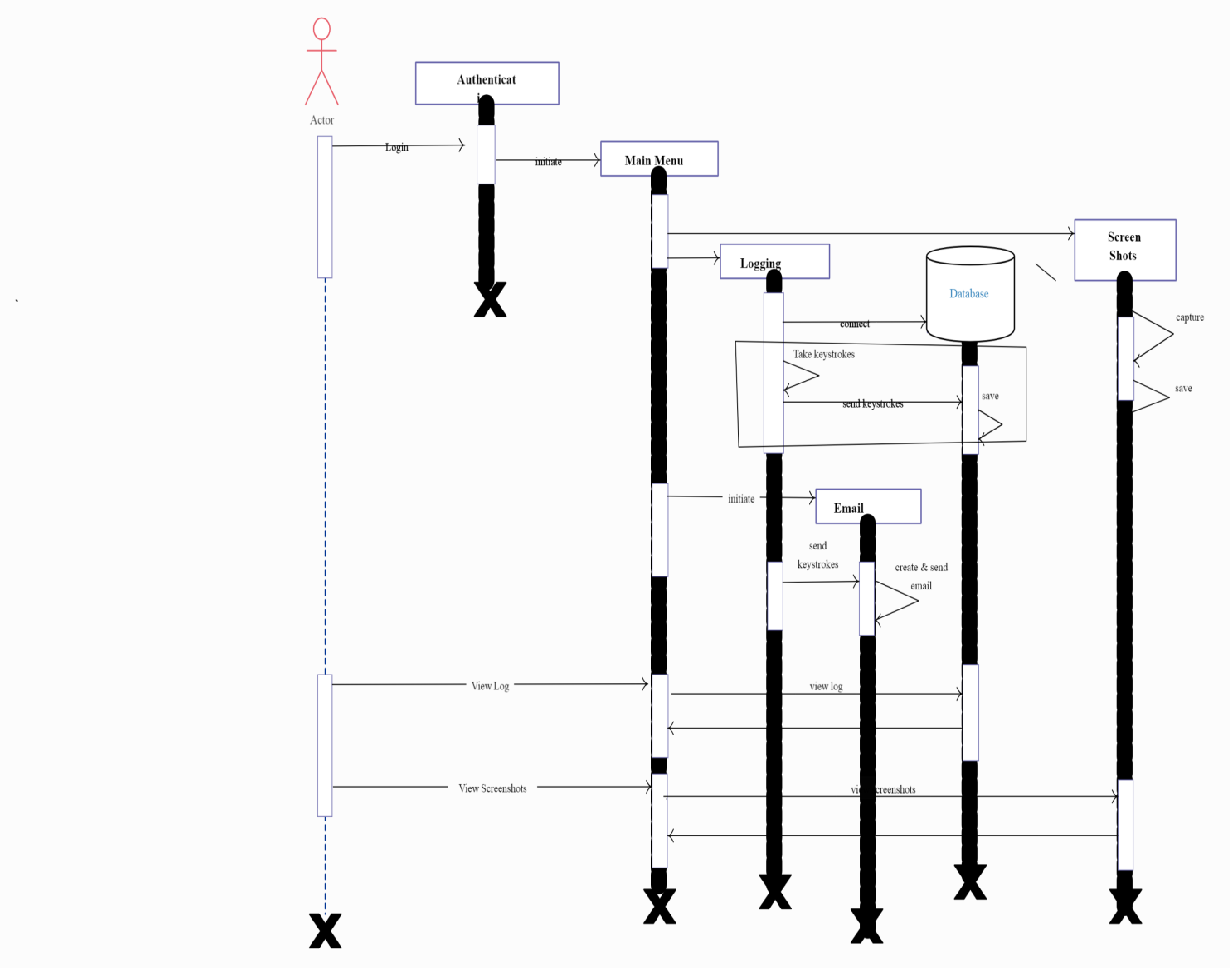 Actor
Authenticat
Login
initiate
Main Menu
Screen
Shots
Logging
Database
connect
capture
Take keystrokes
save
save
send keystrokes
initiate
Email
send
keystrokes
create & send
email
View Log
view log
View Screenshots